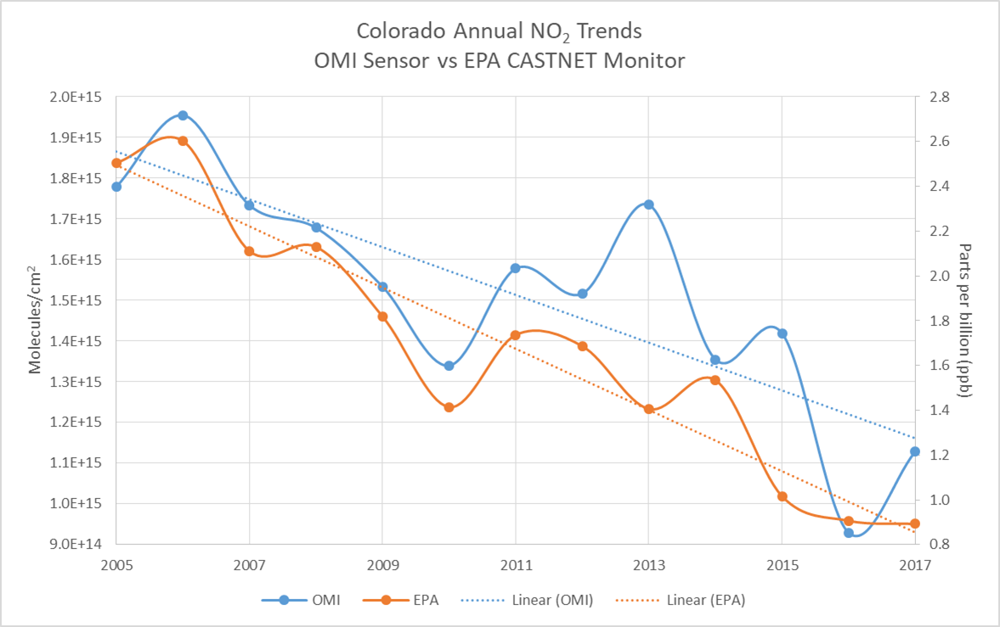 Colorado Annual NO₂ Trends
OMI Sensor vs EPA CASTNET Monitor
2.0E+15
1.9E+15
1.8E+15
1.7E+15
1.6E+15
1.5E+15
1.4E+15
1.3E+15
1.2E+15
1.1E+15
1.0E+15
9.0E+14
Molecules/cm²
2.8
2.6
2.4
2.2
2.0
1.8
1.6
1.4
1.2
1.0
0.8
Parts per billion (ppb)
2005 2007 2009 2011 2013 2015 2017
OMI EPA Linear (OMI) Linear (EPA)